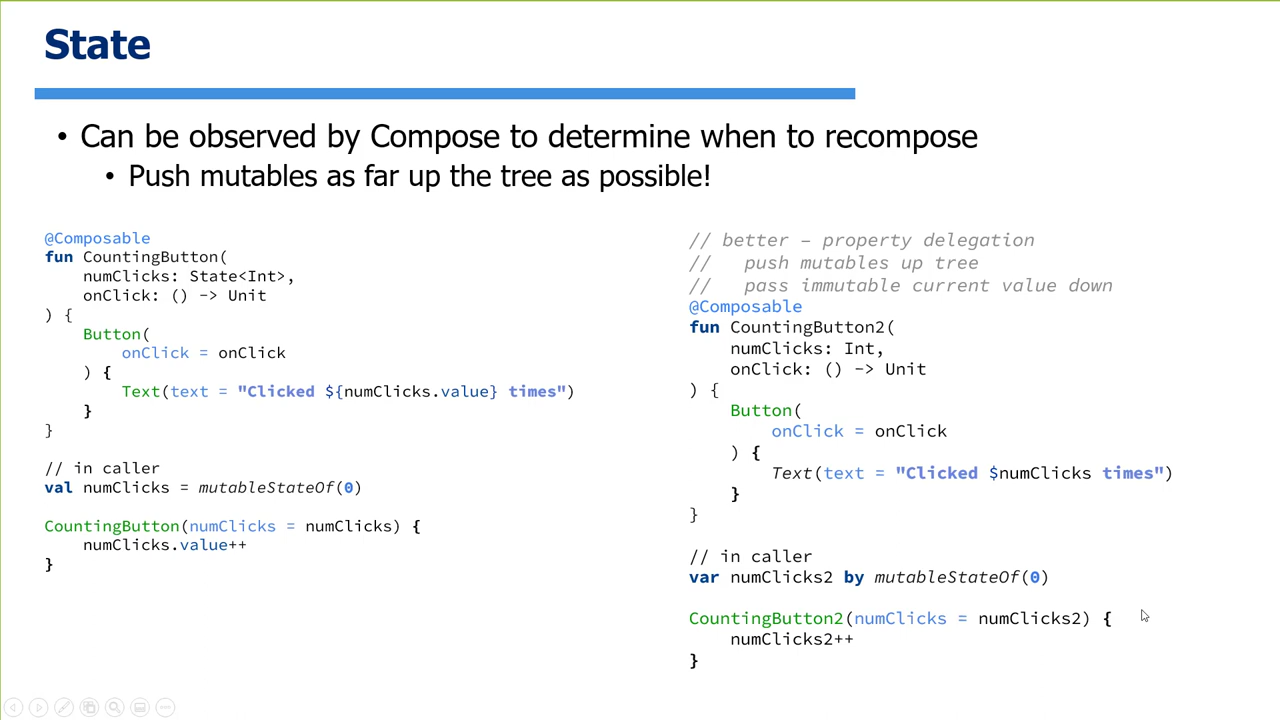 State
• Can be observed by Compose to determine when to recompose
• Push mutables as far up the tree as possible!
@Composable
fun CountingButton(
    numClicks: State<Int>,
    onClick: () -> Unit
) {
    Button(
        onClick = onClick
    ) {
        Text(text = "Clicked ${numClicks.value} times")
    }
}
// in caller
val numClicks = mutableStateOf(0)
CountingButton(numClicks = numClicks) {
    numClicks.value++
}
// better – property delegation
//   push mutables up tree
//   pass immutable current value down
@Composable
fun CountingButton2(
    numClicks: Int,
    onClick: () -> Unit
) {
    Button(
        onClick = onClick
    ) {
        Text(text = "Clicked $numClicks times")
    }
}
// in caller
var numClicks2 by mutableStateOf(0)
CountingButton2(numClicks = numClicks2) {
    numClicks2++
}